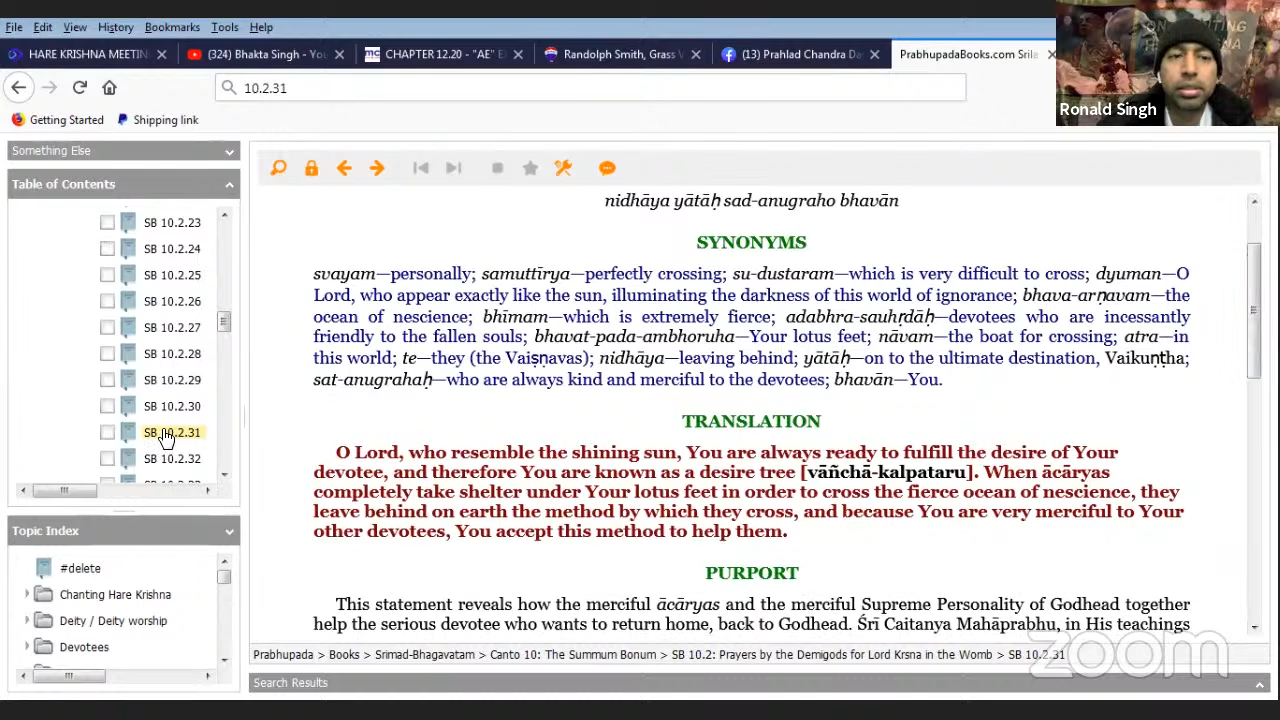 File Edit View History Bookmarks Tools Help
HARE KRISHNA MEETIN
(324) Bhakta Singh - You
CHAPTER 12.20 - "AE" E
Randolph Smith, Grass V
(13) Prahlad Chandra Da
PrabhupadaBooks.com Srila
10.2.31
Ronald Singh
Getting Started Shipping link
Something Else
Table of Contents
SB 10.2.23
SB 10.2.24
SB 10.2.25
SB 10.2.26
SB 10.2.27
SB 10.2.28
SB 10.2.29
SB 10.2.30
SB 10.2.31
SB 10.2.32
Topic Index
#delete
Chanting Hare Krishna
Deity / Deity worship
Devotees
nidhāya yātāḥ sad-anugraho bhavān
SYNONYMS
svayam—personally; samuttīrya—perfectly crossing; su-dustaram—which is very difficult to cross; dyuman—O
Lord, who appear exactly like the sun, illuminating the darkness of this world of ignorance; bhava-arṇavam—the
ocean of nescience; bhīmam—which is extremely fierce; adabhra-sauhṛdāḥ—devotees who are incessantly
friendly to the fallen souls; bhavat-pada-ambhoruha—Your lotus feet; nāvam—the boat for crossing; atra—in
this world; te—they (the Vaiṣṇavas); nidhāya—leaving behind; yātāḥ—on to the ultimate destination, Vaikuṇṭha;
sat-anugrahaḥ—who are always kind and merciful to the devotees; bhavān—You.
TRANSLATION
O Lord, who resemble the shining sun, You are always ready to fulfill the desire of Your
devotee, and therefore You are known as a desire tree [vāñchā-kalpataru]. When ācāryas
completely take shelter under Your lotus feet in order to cross the fierce ocean of nescience, they
leave behind on earth the method by which they cross, and because You are very merciful to Your
other devotees, You accept this method to help them.
PURPORT
This statement reveals how the merciful ācāryas and the merciful Supreme Personality of Godhead together
help the serious devotee who wants to return home, back to Godhead. Śrī Caitanya Mahāprabhu, in His teachings
Prabhupada > Books > Srimad-Bhagavatam > Canto 10: The Summum Bonum > SB 10.2: Prayers by the Demigods for Lord Krsna in the Womb > SB 10.2.31
zoom
Search Results